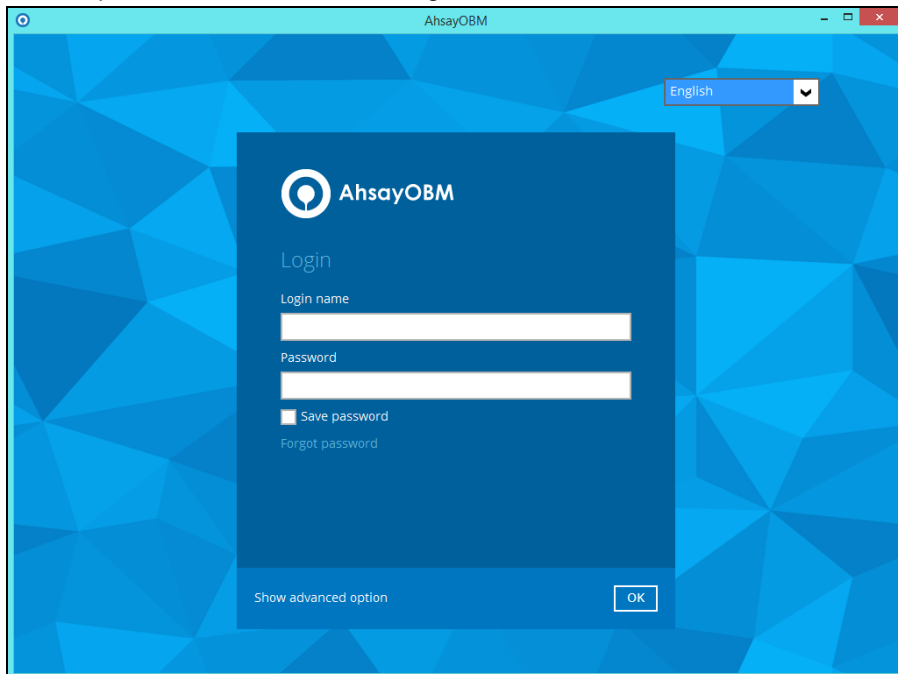 AhsayOBM
English
AhsayOBM
Login
Login name
Password
Save password
Forgot password
Show advanced option
OK